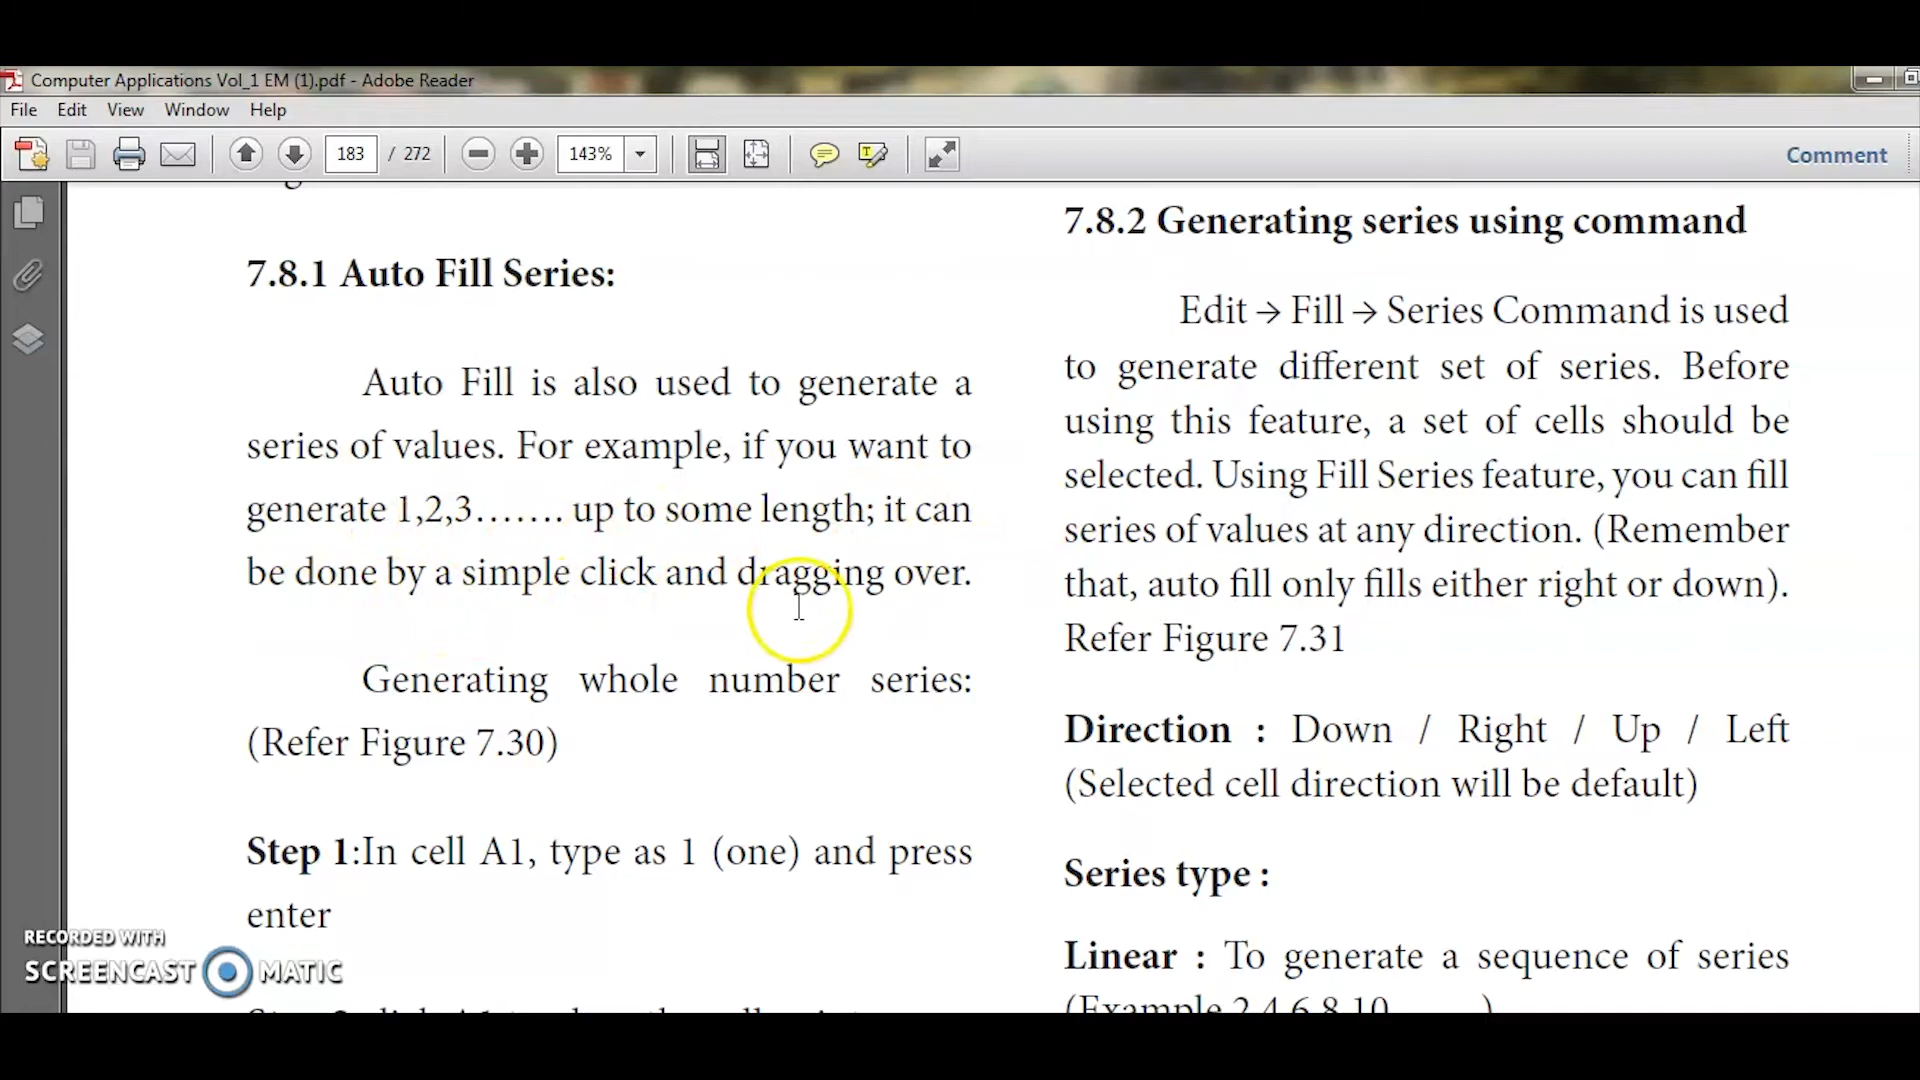 Computer Applications Vol_1 EM (1).pdf - Adobe Reader
File Edit View Window Help
183 / 272 143% Comment
7.8.1 Auto Fill Series:
Auto Fill is also used to generate a
series of values. For example, if you want to
generate 1,2,3....... up to some length; it can
be done by a simple click and dragging over.
Generating whole number series:
(Refer Figure 7.30)
Step 1:In cell A1, type as 1 (one) and press
enter
7.8.2 Generating series using command
Edit → Fill → Series Command is used
to generate different set of series. Before
using this feature, a set of cells should be
selected. Using Fill Series feature, you can fill
series of values at any direction. (Remember
that, auto fill only fills either right or down).
Refer Figure 7.31
Direction : Down / Right / Up / Left
(Selected cell direction will be default)
Series type :
Linear : To generate a sequence of series
(Example 2,4,6,8,10
RECORDED WITH
SCREENCAST MATIC